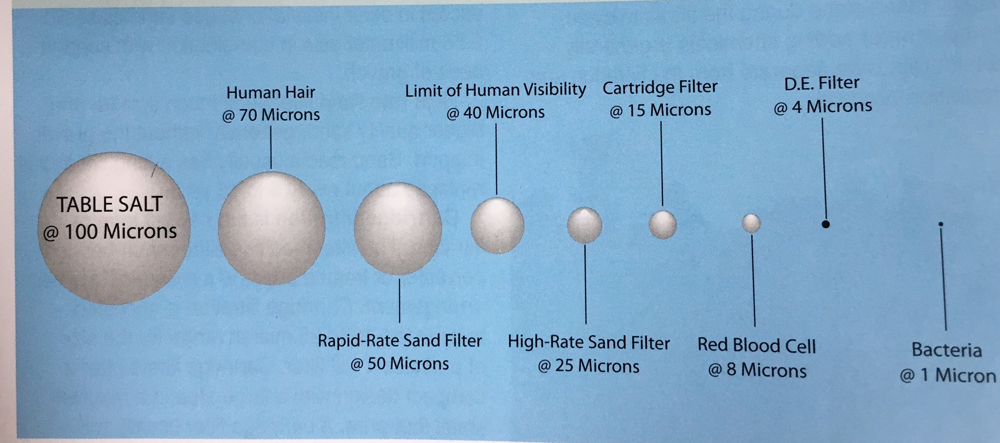 Human Hair
@ 70 Microns
Limit of Human Visibility
@ 40 Microns
Cartridge Filter
@ 15 Microns
D.E. Filter
@ 4 Microns
TABLE SALT
@ 100 Microns
Rapid-Rate Sand Filter
@ 50 Microns
High-Rate Sand Filter
@ 25 Microns
Red Blood Cell
@ 8 Microns
Bacteria
@ 1 Micron